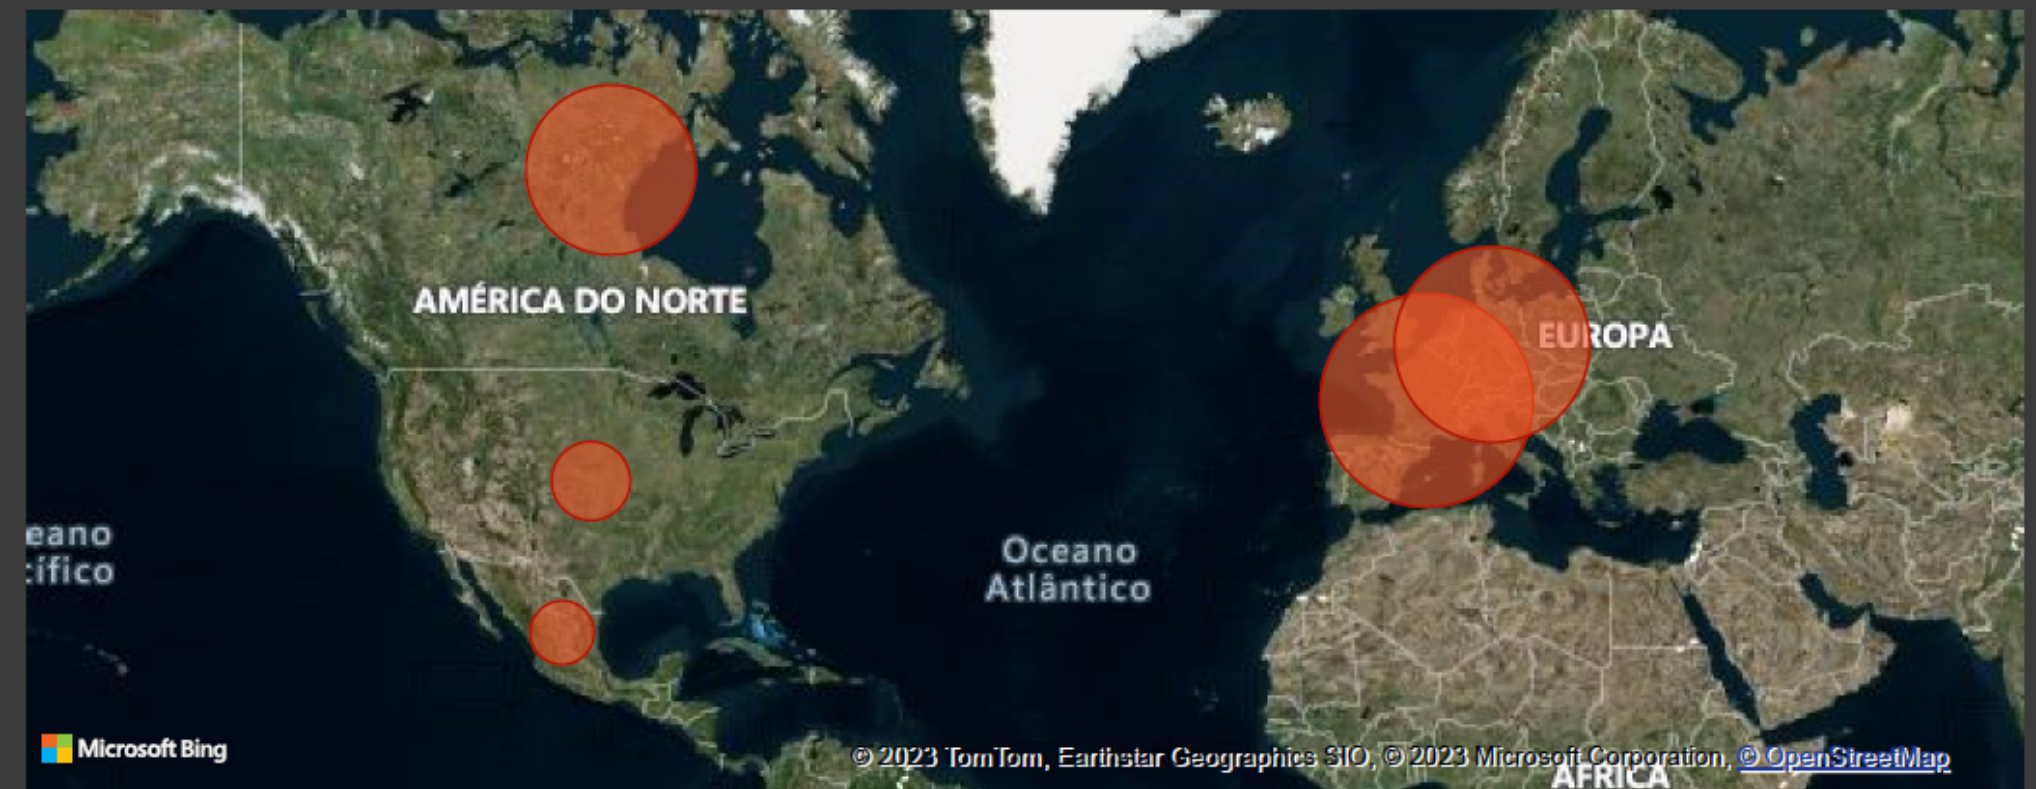 AMÉRICA DO NORTE
EUROPA
eano
cífico
Oceano
Atlântico
Microsoft Bing
© 2023 TomTom, Earthstar Geographics SIO, © 2023 Microsoft Corporation, © OpenStreetMap
ÁFRICA